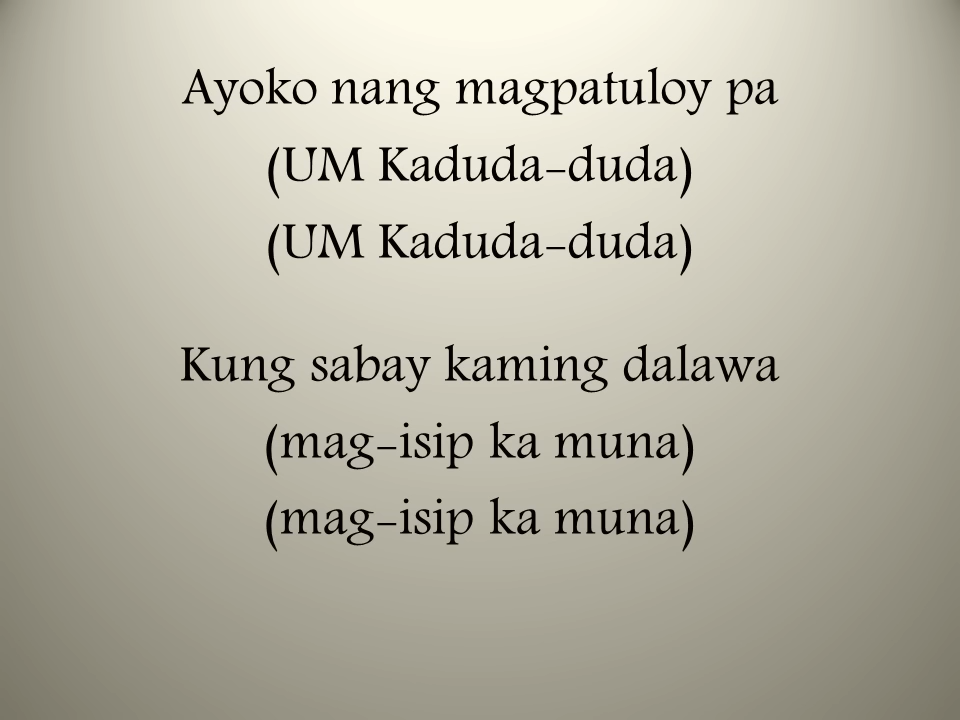 Ayoko nang magpatuloy pa
(UM Kaduda-duda)
(UM Kaduda-duda)
Kung sabay kaming dalawa
(mag-isip ka muna)
(mag-isip ka muna)